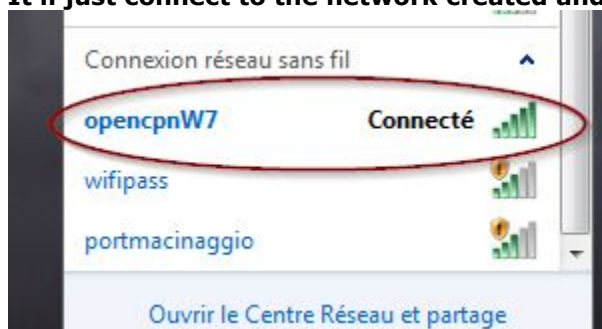 It'll just connect to the network created and
Connexion réseau sans fil
opencpnW7 Connecté
wifipass
portmacinaggio
Ouvrir le Centre Réseau et partage